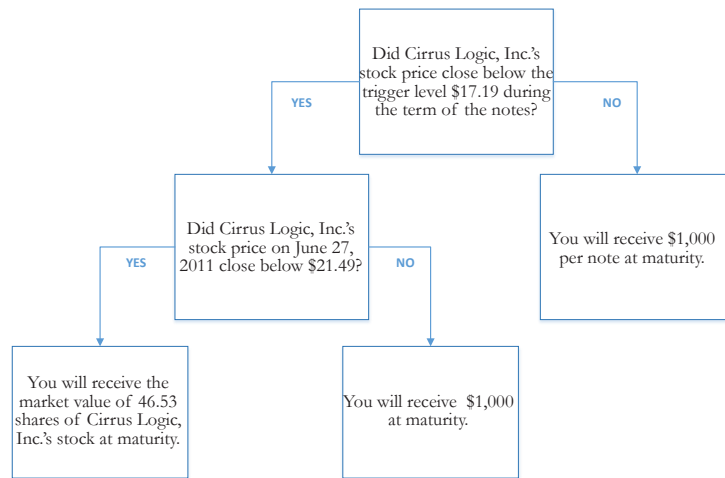 Did Cirrus Logic, Inc.'s
stock price close below the
trigger level $17.19 during
the term of the notes?
YES
NO
Did Cirrus Logic, Inc.'s
stock price on June 27,
2011 close below $21.49?
You will receive $1,000
per note at maturity.
YES
NO
You will receive the
market value of 46.53
shares of Cirrus Logic,
Inc.'s stock at maturity.
You will receive $1,000
at maturity.